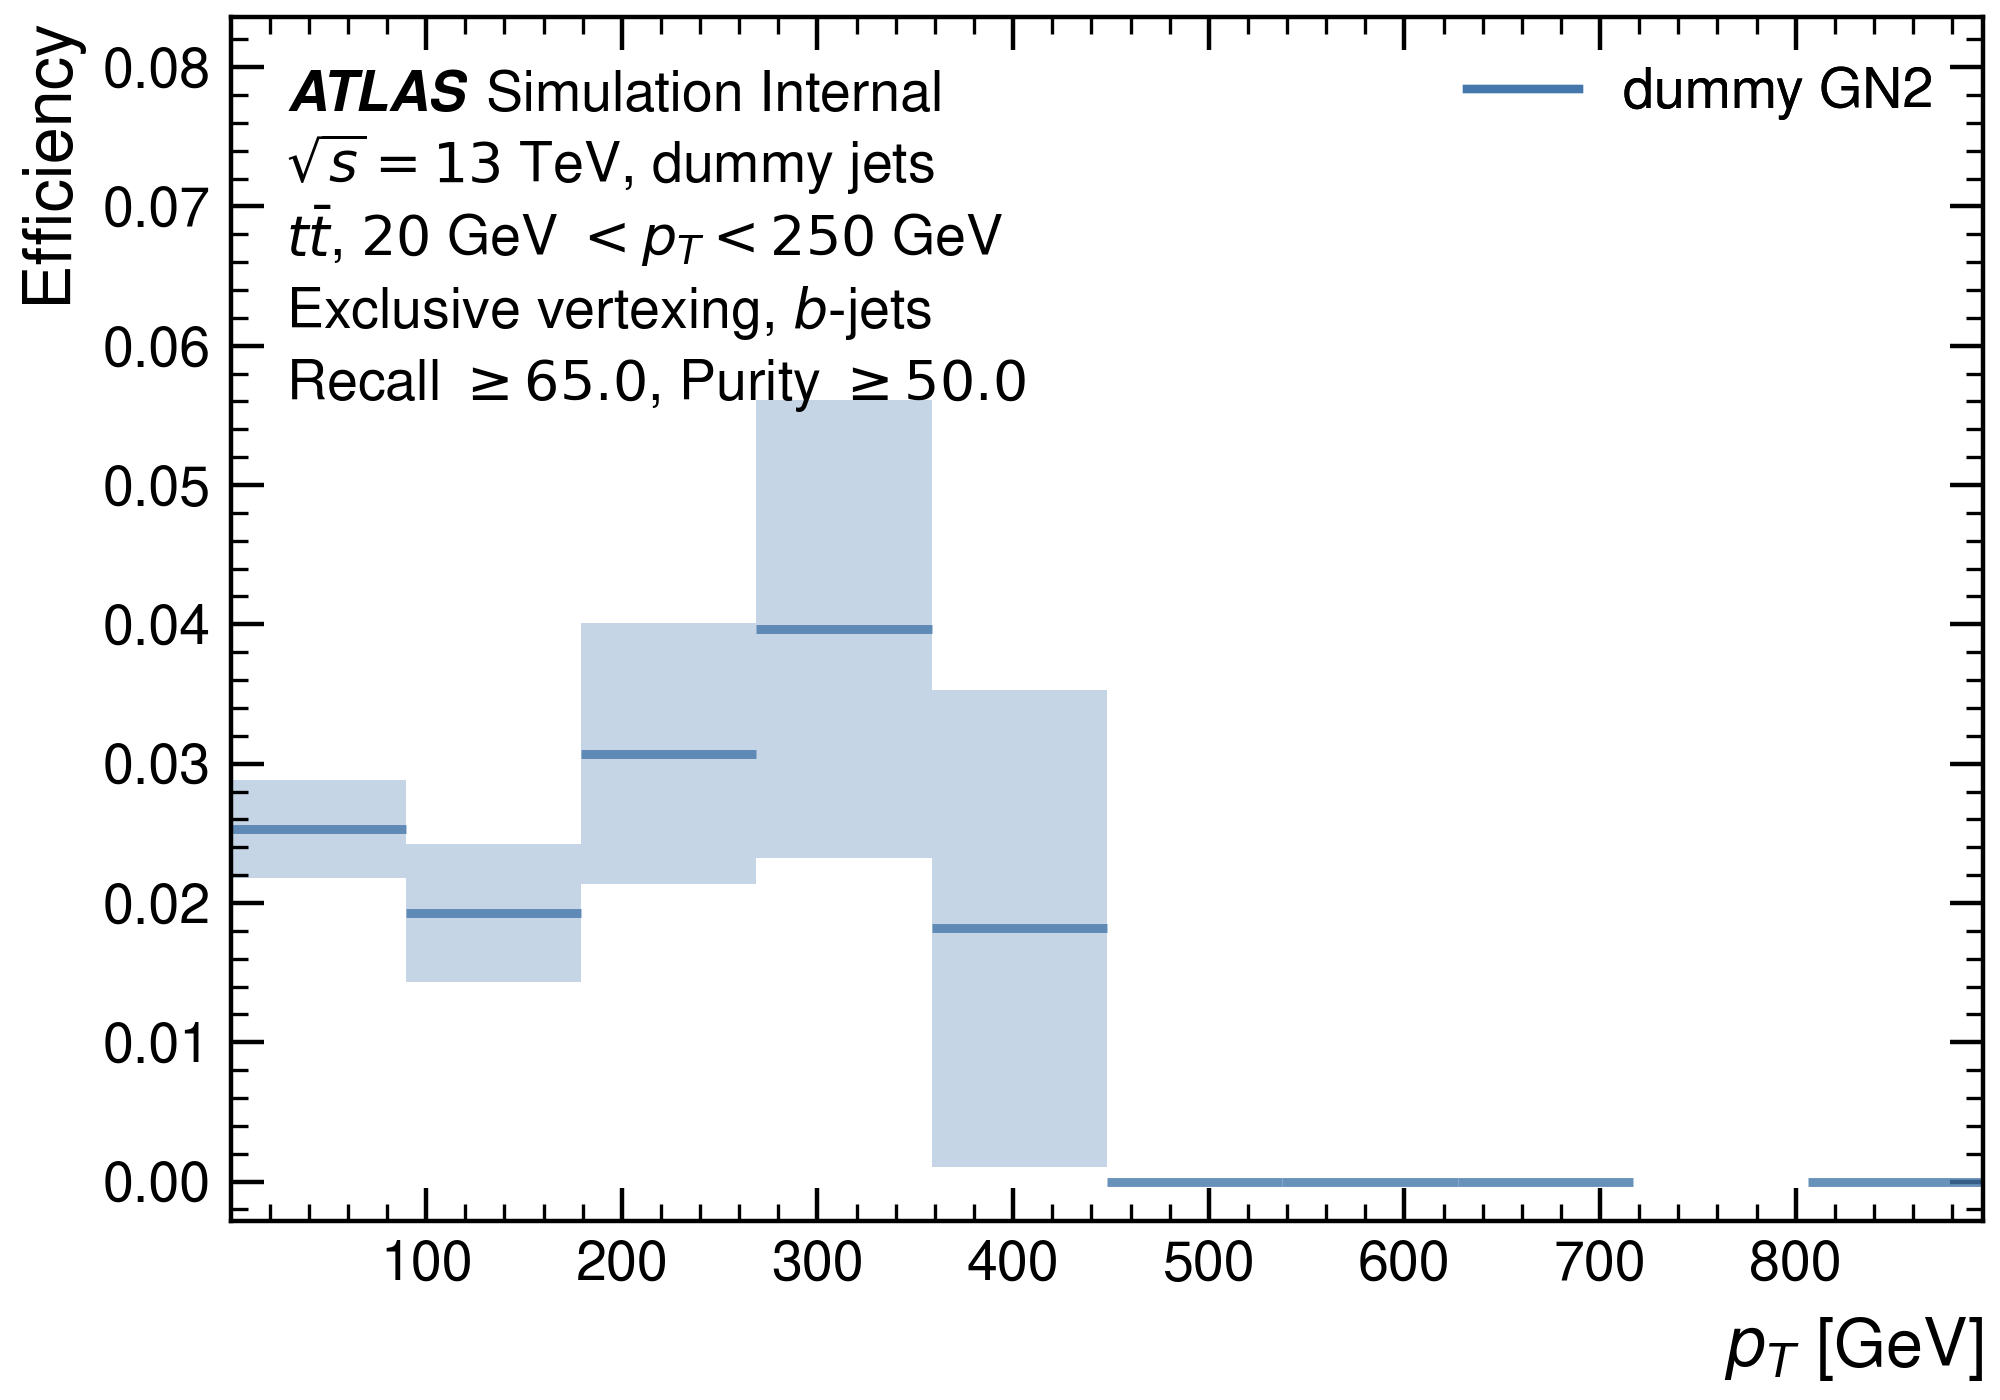 Efficiency
0.08
0.07
0.06
0.05
0.04
0.03
0.02
0.01
0.00
ATLAS Simulation Internal
√s = 13 TeV, dummy jets
tt̄, 20 GeV < p_T < 250 GeV
Exclusive vertexing, b-jets
Recall ≥ 65.0, Purity ≥ 50.0
dummy GN2
100 200 300 400 500 600 700 800
p_T [GeV]